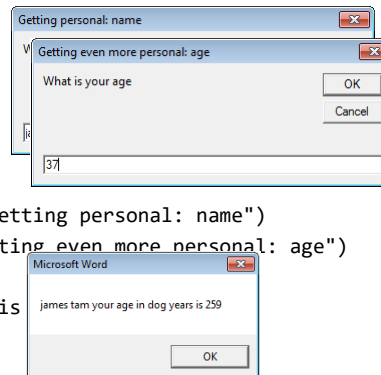 Getting personal: name
W
Getting even more personal: age
What is your age
OK
Cancel
ja
37
etting personal: name")
ting even more personal: age")
Microsoft Word
is
james tam your age in dog years is 259
OK